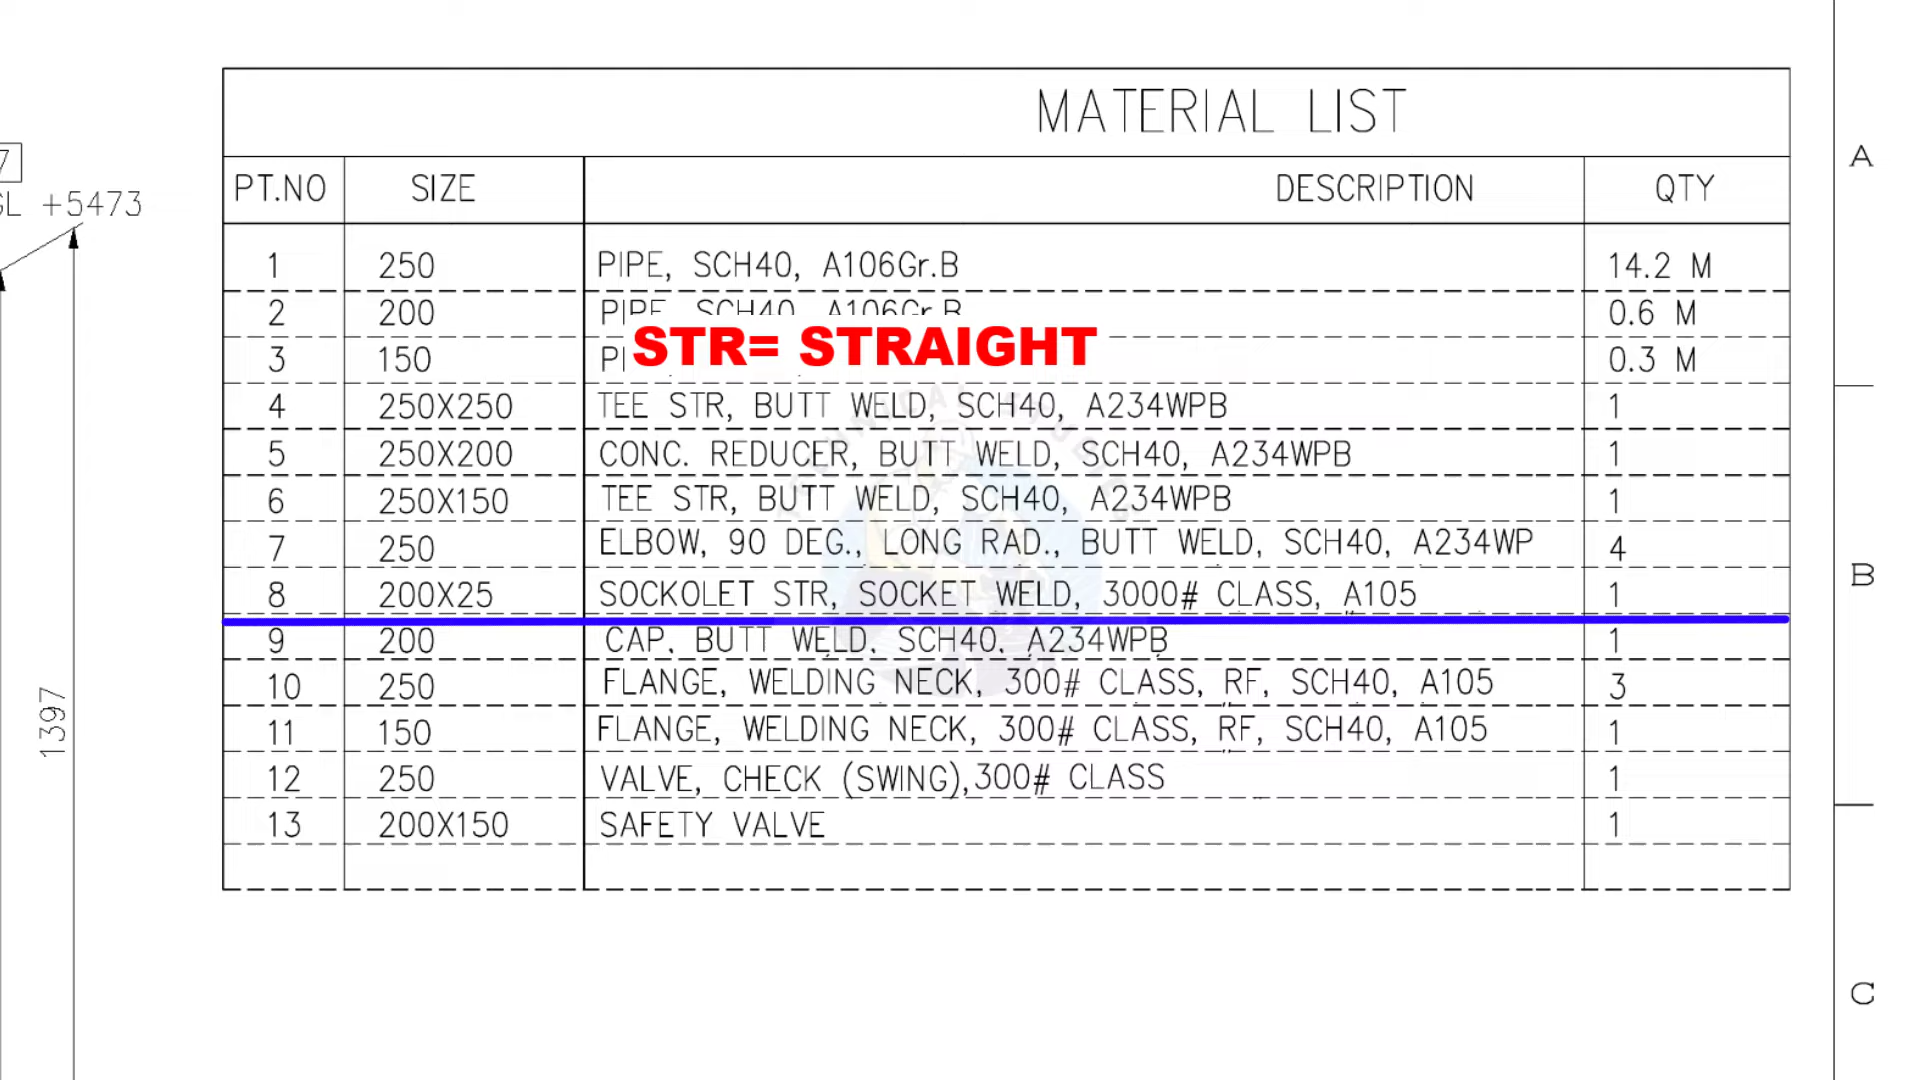 MATERIAL LIST
PT.NO SIZE DESCRIPTION QTY
1 250 PIPE, SCH40, A106Gr.B 14.2 M
2 200 PIPE, SCH40, A106Gr.B 0.6 M
STR= STRAIGHT
3 150 0.3 M
4 250X250 TEE STR, BUTT WELD, SCH40, A234WPB 1
5 250X200 CONC. REDUCER, BUTT WELD, SCH40, A234WPB 1
6 250X150 TEE STR, BUTT WELD, SCH40, A234WPB 1
7 250 ELBOW, 90 DEG., LONG RAD., BUTT WELD, SCH40, A234WP 4
8 200X25 SOCKOLET STR, SOCKET WELD, 3000# CLASS, A105 1
9 200 CAP, BUTT WELD, SCH40, A234WPB 1
10 250 FLANGE, WELDING NECK, 300# CLASS, RF, SCH40, A105 3
11 150 FLANGE, WELDING NECK, 300# CLASS, RF, SCH40, A105 1
12 250 VALVE, CHECK (SWING),300# CLASS 1
13 200X150 SAFETY VALVE 1
+5473
1397
A
B
C